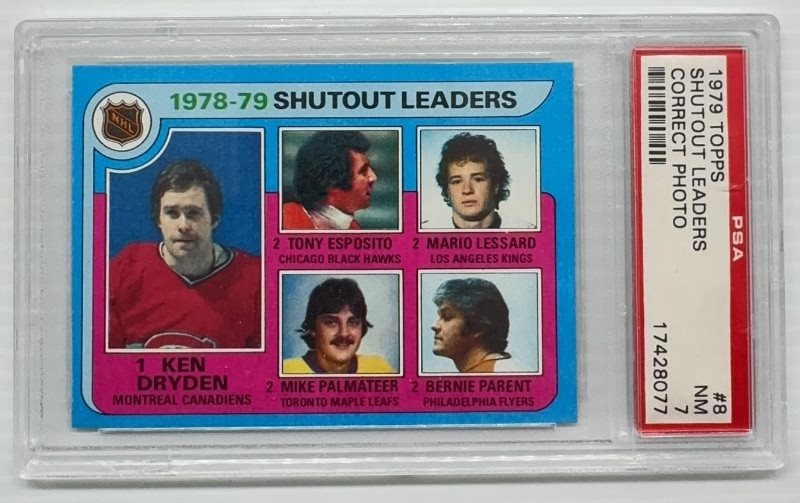 NHL
1978-79 SHUTOUT LEADERS
1 KEN
DRYDEN
MONTREAL CANADIENS
2 TONY ESPOSITO
CHICAGO BLACK HAWKS
2 MARIO LESSARD
LOS ANGELES KINGS
2 MIKE PALMATEER
TORONTO MAPLE LEAFS
2 BERNIE PARENT
PHILADELPHIA FLYERS
PSA
1979 TOPPS
SHUTOUT LEADERS
CORRECT PHOTO
#8
NM 7
17428077